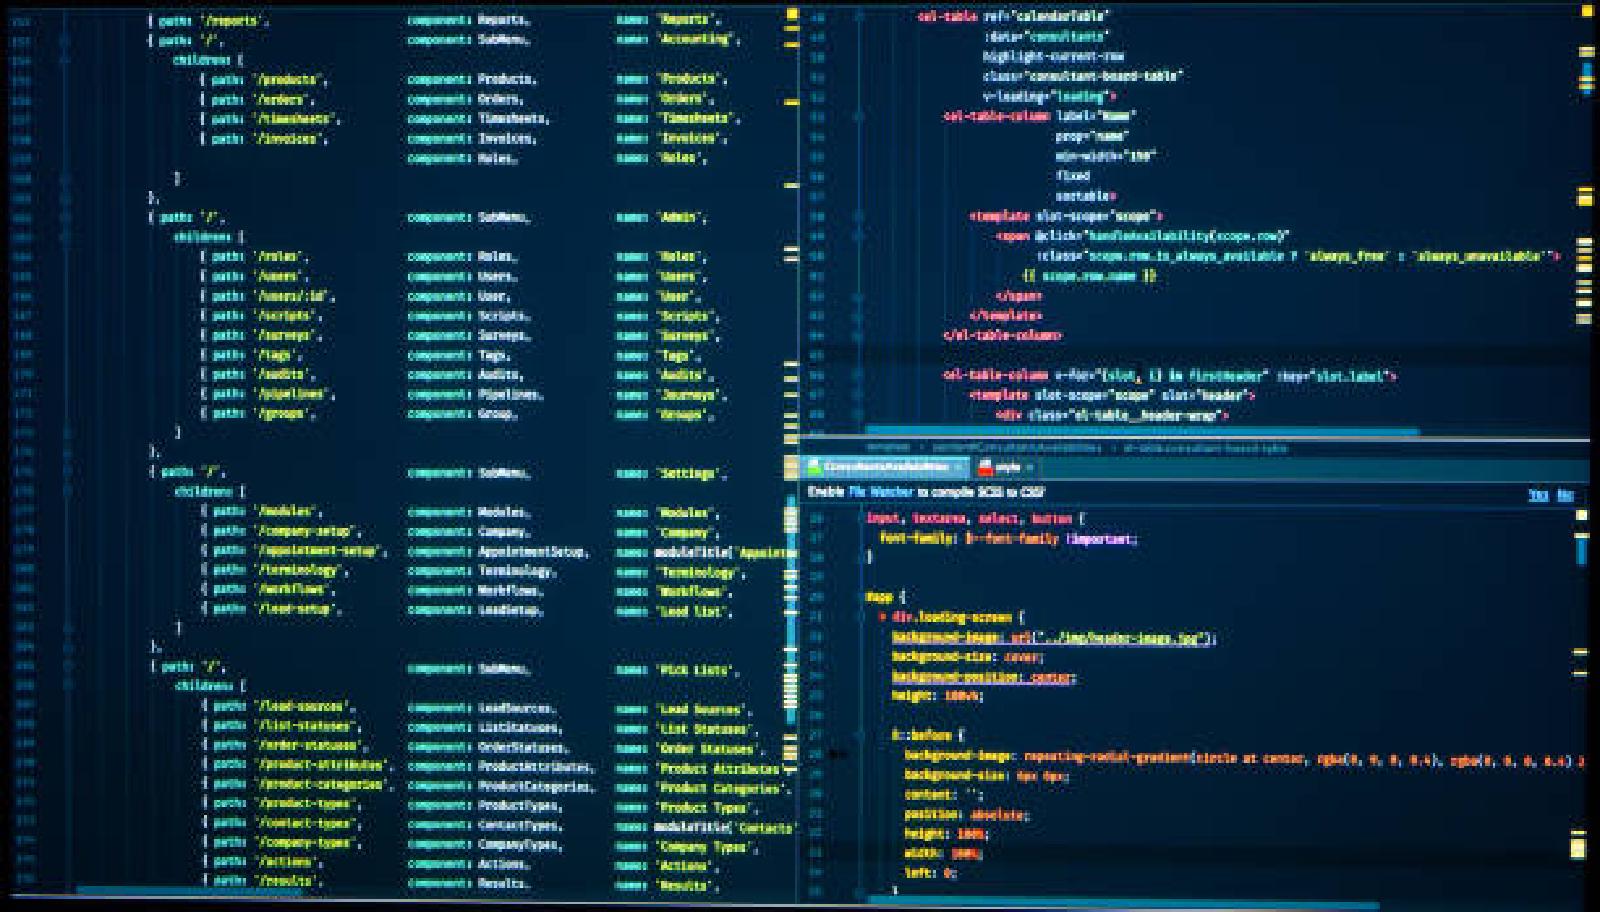 { path: '/reports', component: Reports, name: 'Reports',
{ path: '/', component: SubMenu, name: 'Accounting',
children: [
{ path: '/products', component: Products, name: 'Products',
{ path: '/orders', component: Orders, name: 'Orders',
{ path: '/timesheets', component: Timesheets, name: 'Timesheets',
{ path: '/invoices', component: Invoices, name: 'Invoices',
component: Roles, name: 'Roles',
]
},
{ path: '/', component: SubMenu, name: 'Admin',
children: [
{ path: '/roles', component: Roles, name: 'Roles',
{ path: '/users', component: Users, name: 'Users',
{ path: '/users/:id', component: User, name: 'User',
{ path: '/scripts', component: Scripts, name: 'Scripts',
{ path: '/surveys', component: Surveys, name: 'Surveys',
{ path: '/tags', component: Tags, name: 'Tags',
{ path: '/audits', component: Audits, name: 'Audits',
{ path: '/pipelines', component: Pipelines, name: 'Journeys',
{ path: '/groups', component: Group, name: 'Groups',
]
},
{ path: '/', component: SubMenu, name: 'Settings',
children: [
{ path: '/modules', component: Modules, name: 'Modules',
{ path: '/company-setup', component: Company, name: 'Company',
{ path: '/appointment-setup', component: AppointmentSetup, name: moduleTitle('Appointm
{ path: '/terminology', component: Terminology, name: 'Terminology',
{ path: '/workflows', component: Workflows, name: 'Workflows',
{ path: '/lead-setup', component: LeadSetup, name: 'Lead List',
]
},
{ path: '/', component: SubMenu, name: 'Pick Lists',
children: [
{ path: '/lead-sources', component: LeadSources, name: 'Lead Sources',
{ path: '/list-statuses', component: ListStatuses, name: 'List Statuses',
{ path: '/order-statuses', component: OrderStatuses, name: 'Order Statuses',
{ path: '/product-attributes', component: ProductAttributes, name: 'Product Attributes'
{ path: '/product-categories', component: ProductCategories, name: 'Product Categories',
{ path: '/product-types', component: ProductTypes, name: 'Product Types',
{ path: '/contact-types', component: ContactTypes, name: moduleTitle('Contacts'
{ path: '/company-types', component: CompanyTypes, name: 'Company Types',
{ path: '/actions', component: Actions, name: 'Actions',
{ path: '/results', component: Results, name: 'Results',
<el-table ref="calendarTable"
:data="consultants"
highlight-current-row
class="consultant-board-table"
v-loading="loading">
<el-table-column label="Name"
prop="name"
min-width="190"
fixed
sortable>
<template slot-scope="scope">
<span @click="handleAvailability(scope.row)"
:class="scope.row.is_always_available ? 'always_free' : 'always_unavailable'">
{{ scope.row.name }}
</span>
</template>
</el-table-column>
<el-table-column v-for="(slot, i) in firstHeader" :key="slot.label">
<template slot-scope="scope" slot="header">
<div class="el-table__header-wrap">
style
Enable File Watcher to compile SCSS to CSS? Yes No
input, textarea, select, button {
font-family: $--font-family !important;
}
#app {
> div.loading-screen {
background-image: url("../img/header-image.jpg");
background-size: cover;
background-position: center;
height: 100vh;
&::before {
background-image: repeating-radial-gradient(circle at center, rgba(0, 0, 0, 0.4), rgba(0, 0, 0, 0.4)
background-size: 6px 6px;
content: '';
position: absolute;
height: 100%;
width: 100%;
left: 0;
}